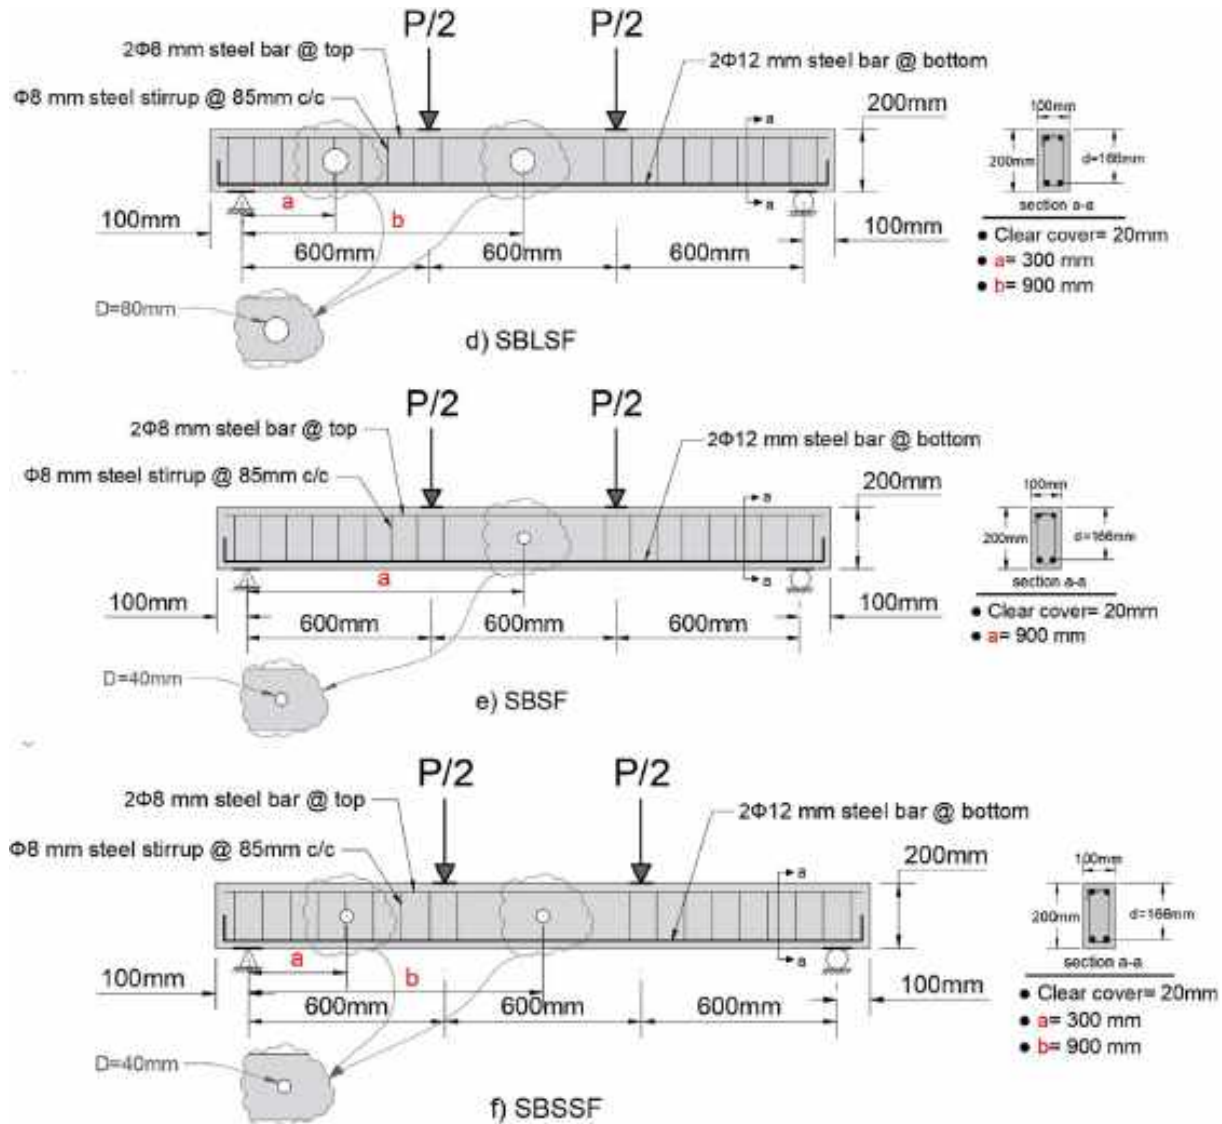 P/2
P/2
2Φ8 mm steel bar @ top
2Φ12 mm steel bar @ bottom
Φ8 mm steel stirrup @ 85mm c/c
200mm
100mm
a
200mm
d=166mm
a
section a-a
a
100mm
b
100mm
600mm
600mm
600mm
• Clear cover= 20mm
• a= 300 mm
• b= 900 mm
D=80mm
d) SBLSF
P/2
P/2
2Φ8 mm steel bar @ top
2Φ12 mm steel bar @ bottom
Φ8 mm steel stirrup @ 85mm c/c
200mm
100mm
a
200mm
d=166mm
a
section a-a
a
100mm
100mm
600mm
600mm
600mm
• Clear cover= 20mm
• a= 900 mm
D=40mm
e) SBSF
P/2
P/2
2Φ8 mm steel bar @ top
2Φ12 mm steel bar @ bottom
Φ8 mm steel stirrup @ 85mm c/c
200mm
100mm
a
200mm
d=166mm
a
section a-a
a
100mm
b
100mm
600mm
600mm
600mm
• Clear cover= 20mm
• a= 300 mm
• b= 900 mm
D=40mm
f) SBSSF